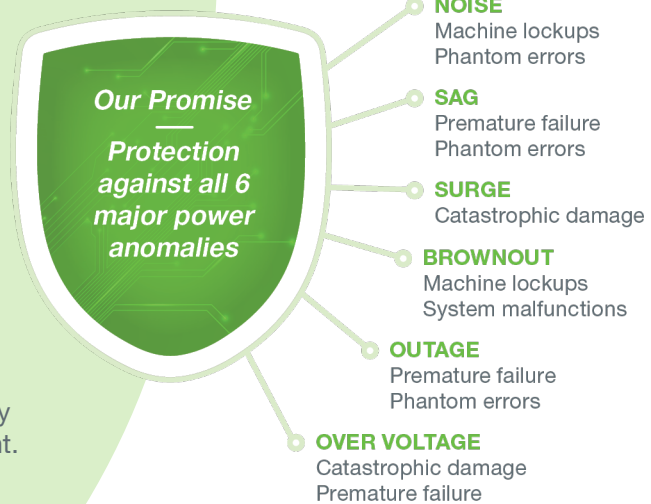 Our Promise
Protection
against all 6
major power
anomalies
NOISE
Machine lockups
Phantom errors
SAG
Premature failure
Phantom errors
SURGE
Catastrophic damage
BROWNOUT
Machine lockups
System malfunctions
OUTAGE
Premature failure
Phantom errors
OVER VOLTAGE
Catastrophic damage
Premature failure